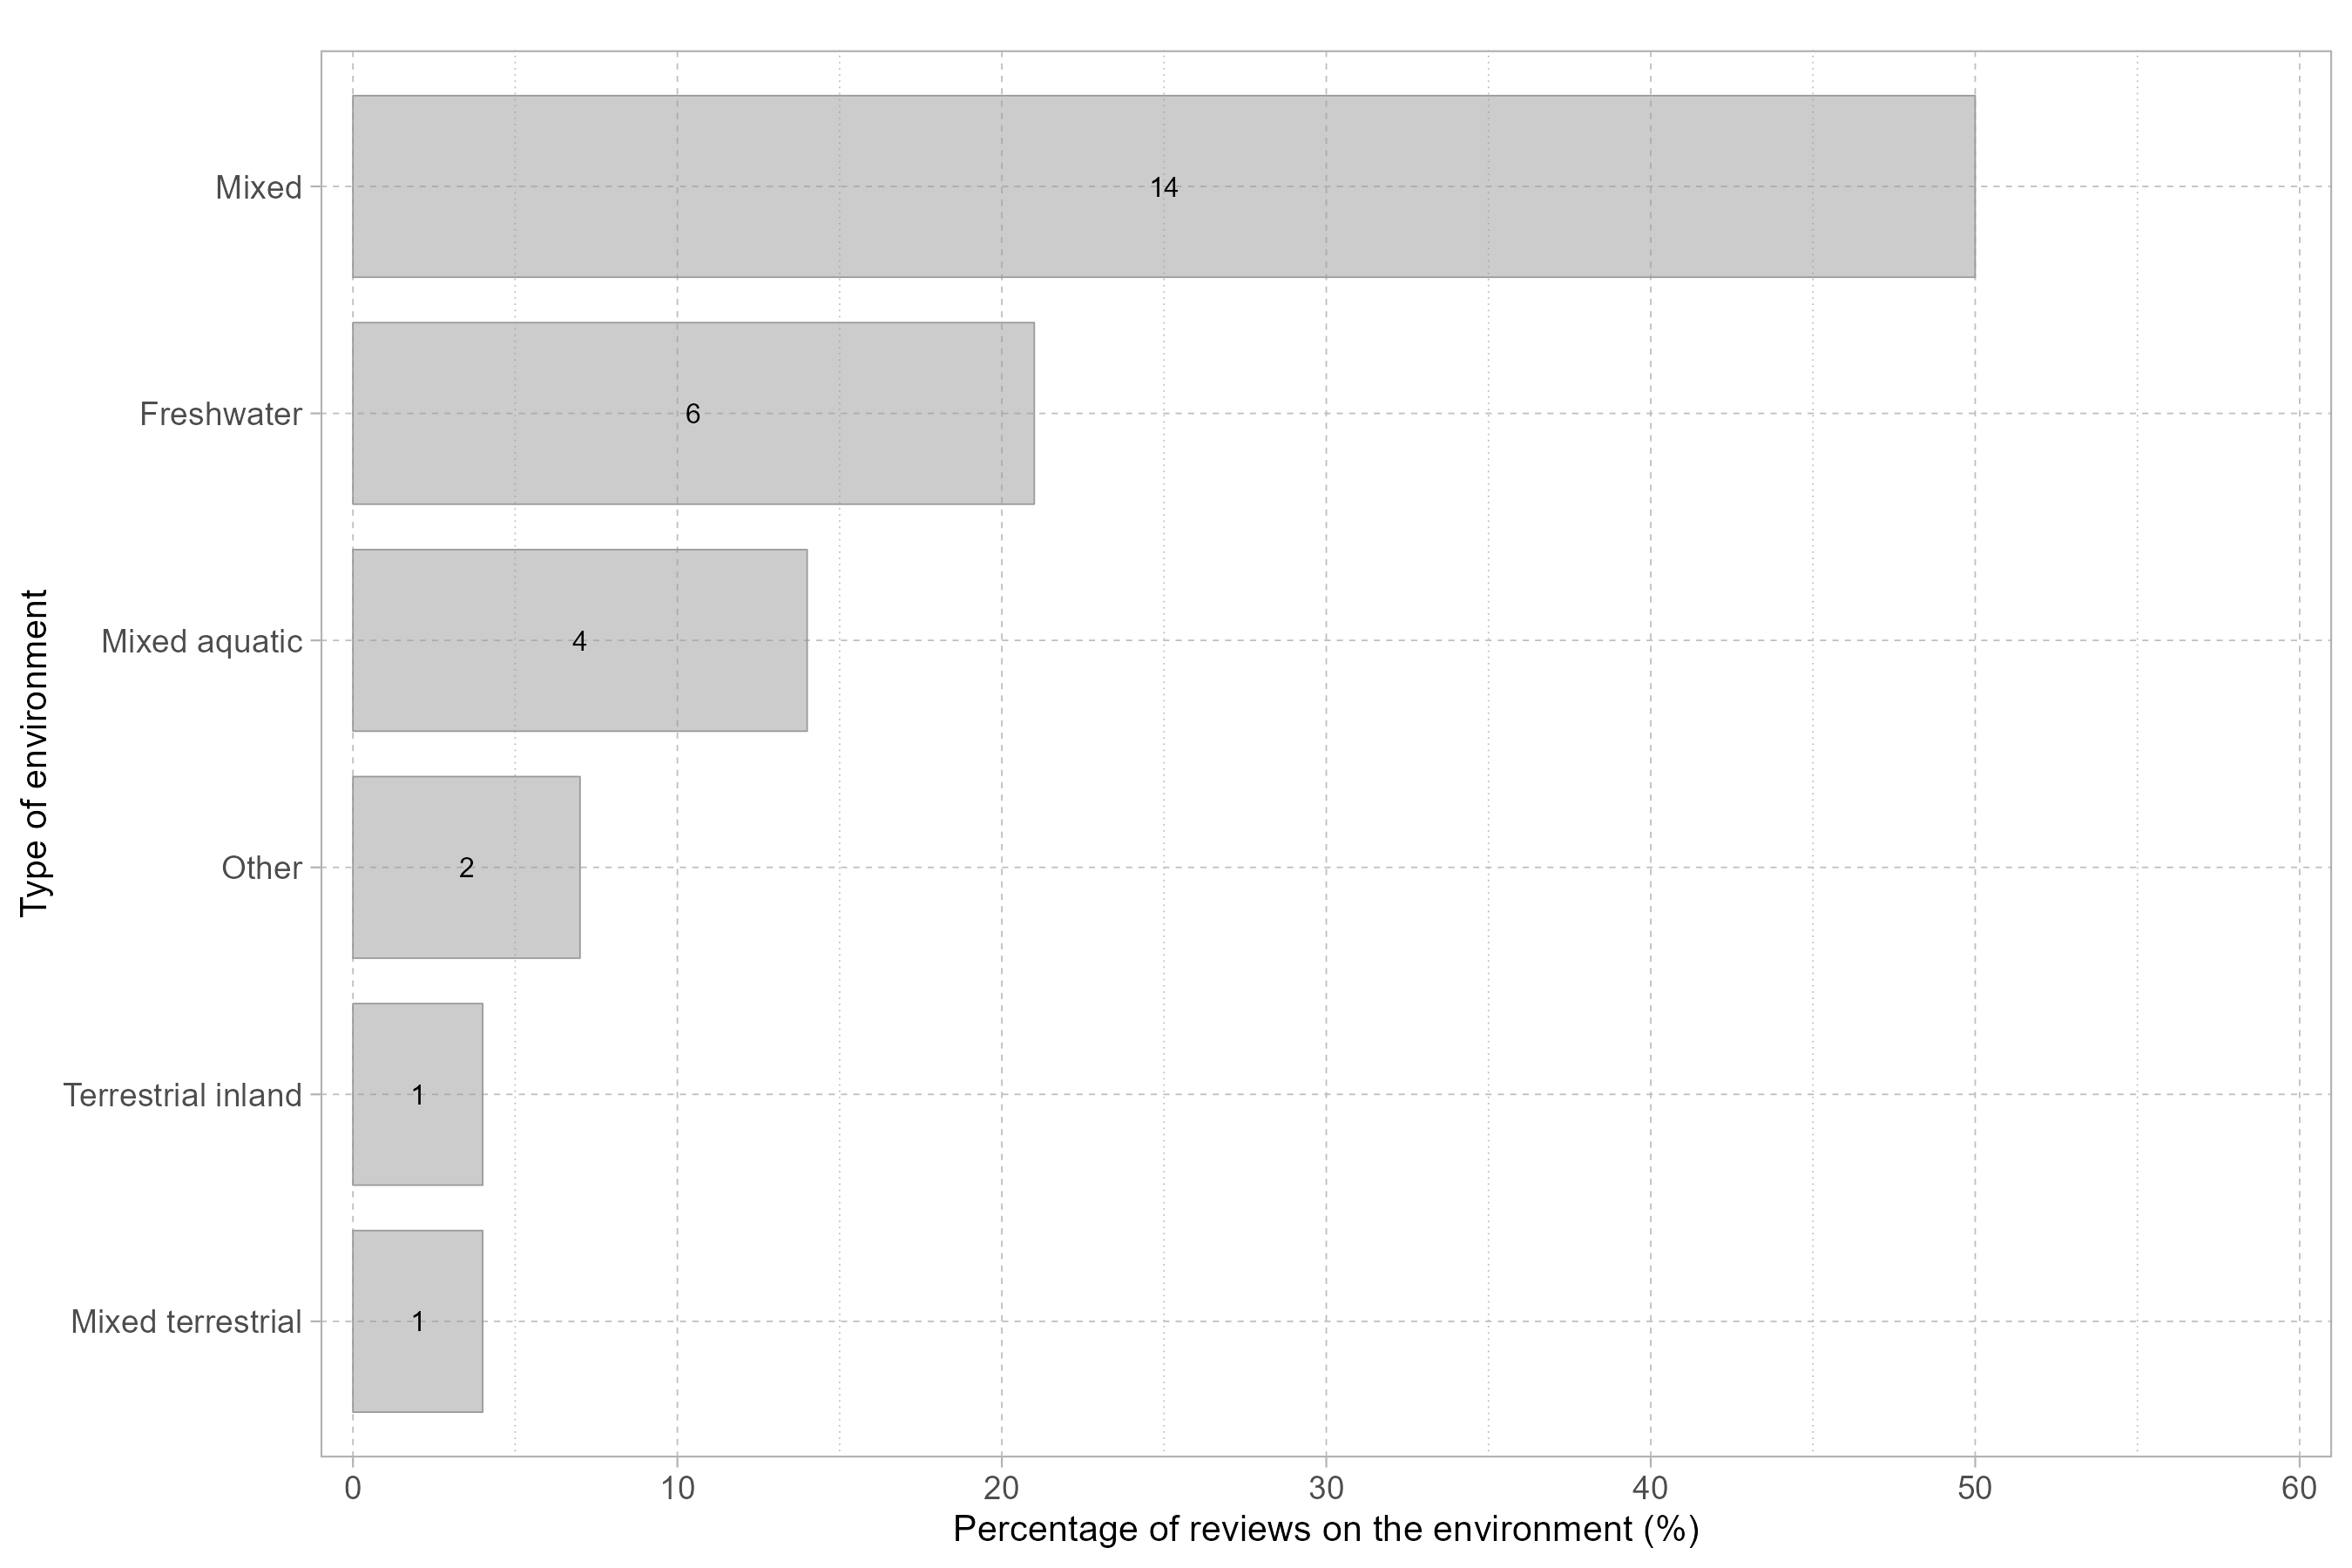 Type of environment
Mixed
14
Freshwater
6
Mixed aquatic
4
Other
2
Terrestrial inland
1
Mixed terrestrial
1
0 10 20 30 40 50 60
Percentage of reviews on the environment (%)